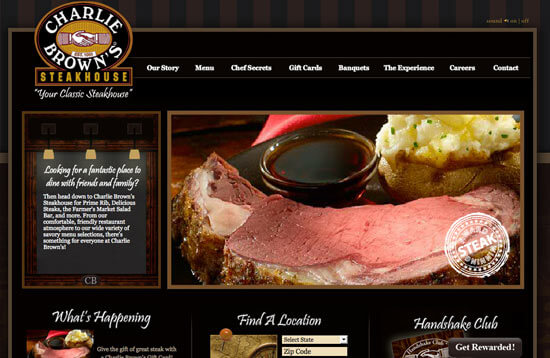 CHARLIE
BROWN'S
EST. 1966
STEAKHOUSE
"Your Classic Steakhouse"
sound on | off
Our Story Menu Chef Secrets Gift Cards Banquets The Experience Careers Contact
Looking for a fantastic place to
dine with friends and family?
Then head down to Charlie Brown's
Steakhouse for Prime Rib, Delicious
Steaks, the Farmer's Market Salad
Bar, and more. From our
comfortable, friendly restaurant
atmosphere to our wide variety of
savory menu selections, there's
something for everyone at Charlie
Brown's!
CB
AWARD
STEAK
WINNING
What's Happening
Give the gift of great steak with
a Charlie Brown's Gift Card!
Find A Location
Select State
Zip Code
Handshake Club
Get Rewarded!